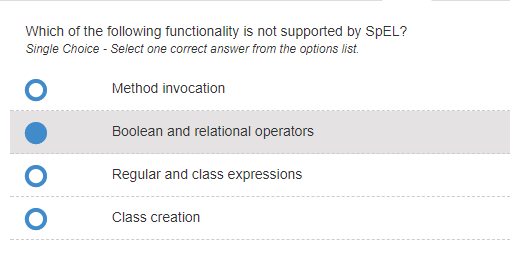 Which of the following functionality is not supported by SpEL?
Single Choice - Select one correct answer from the options list.
Method invocation
Boolean and relational operators
Regular and class expressions
Class creation